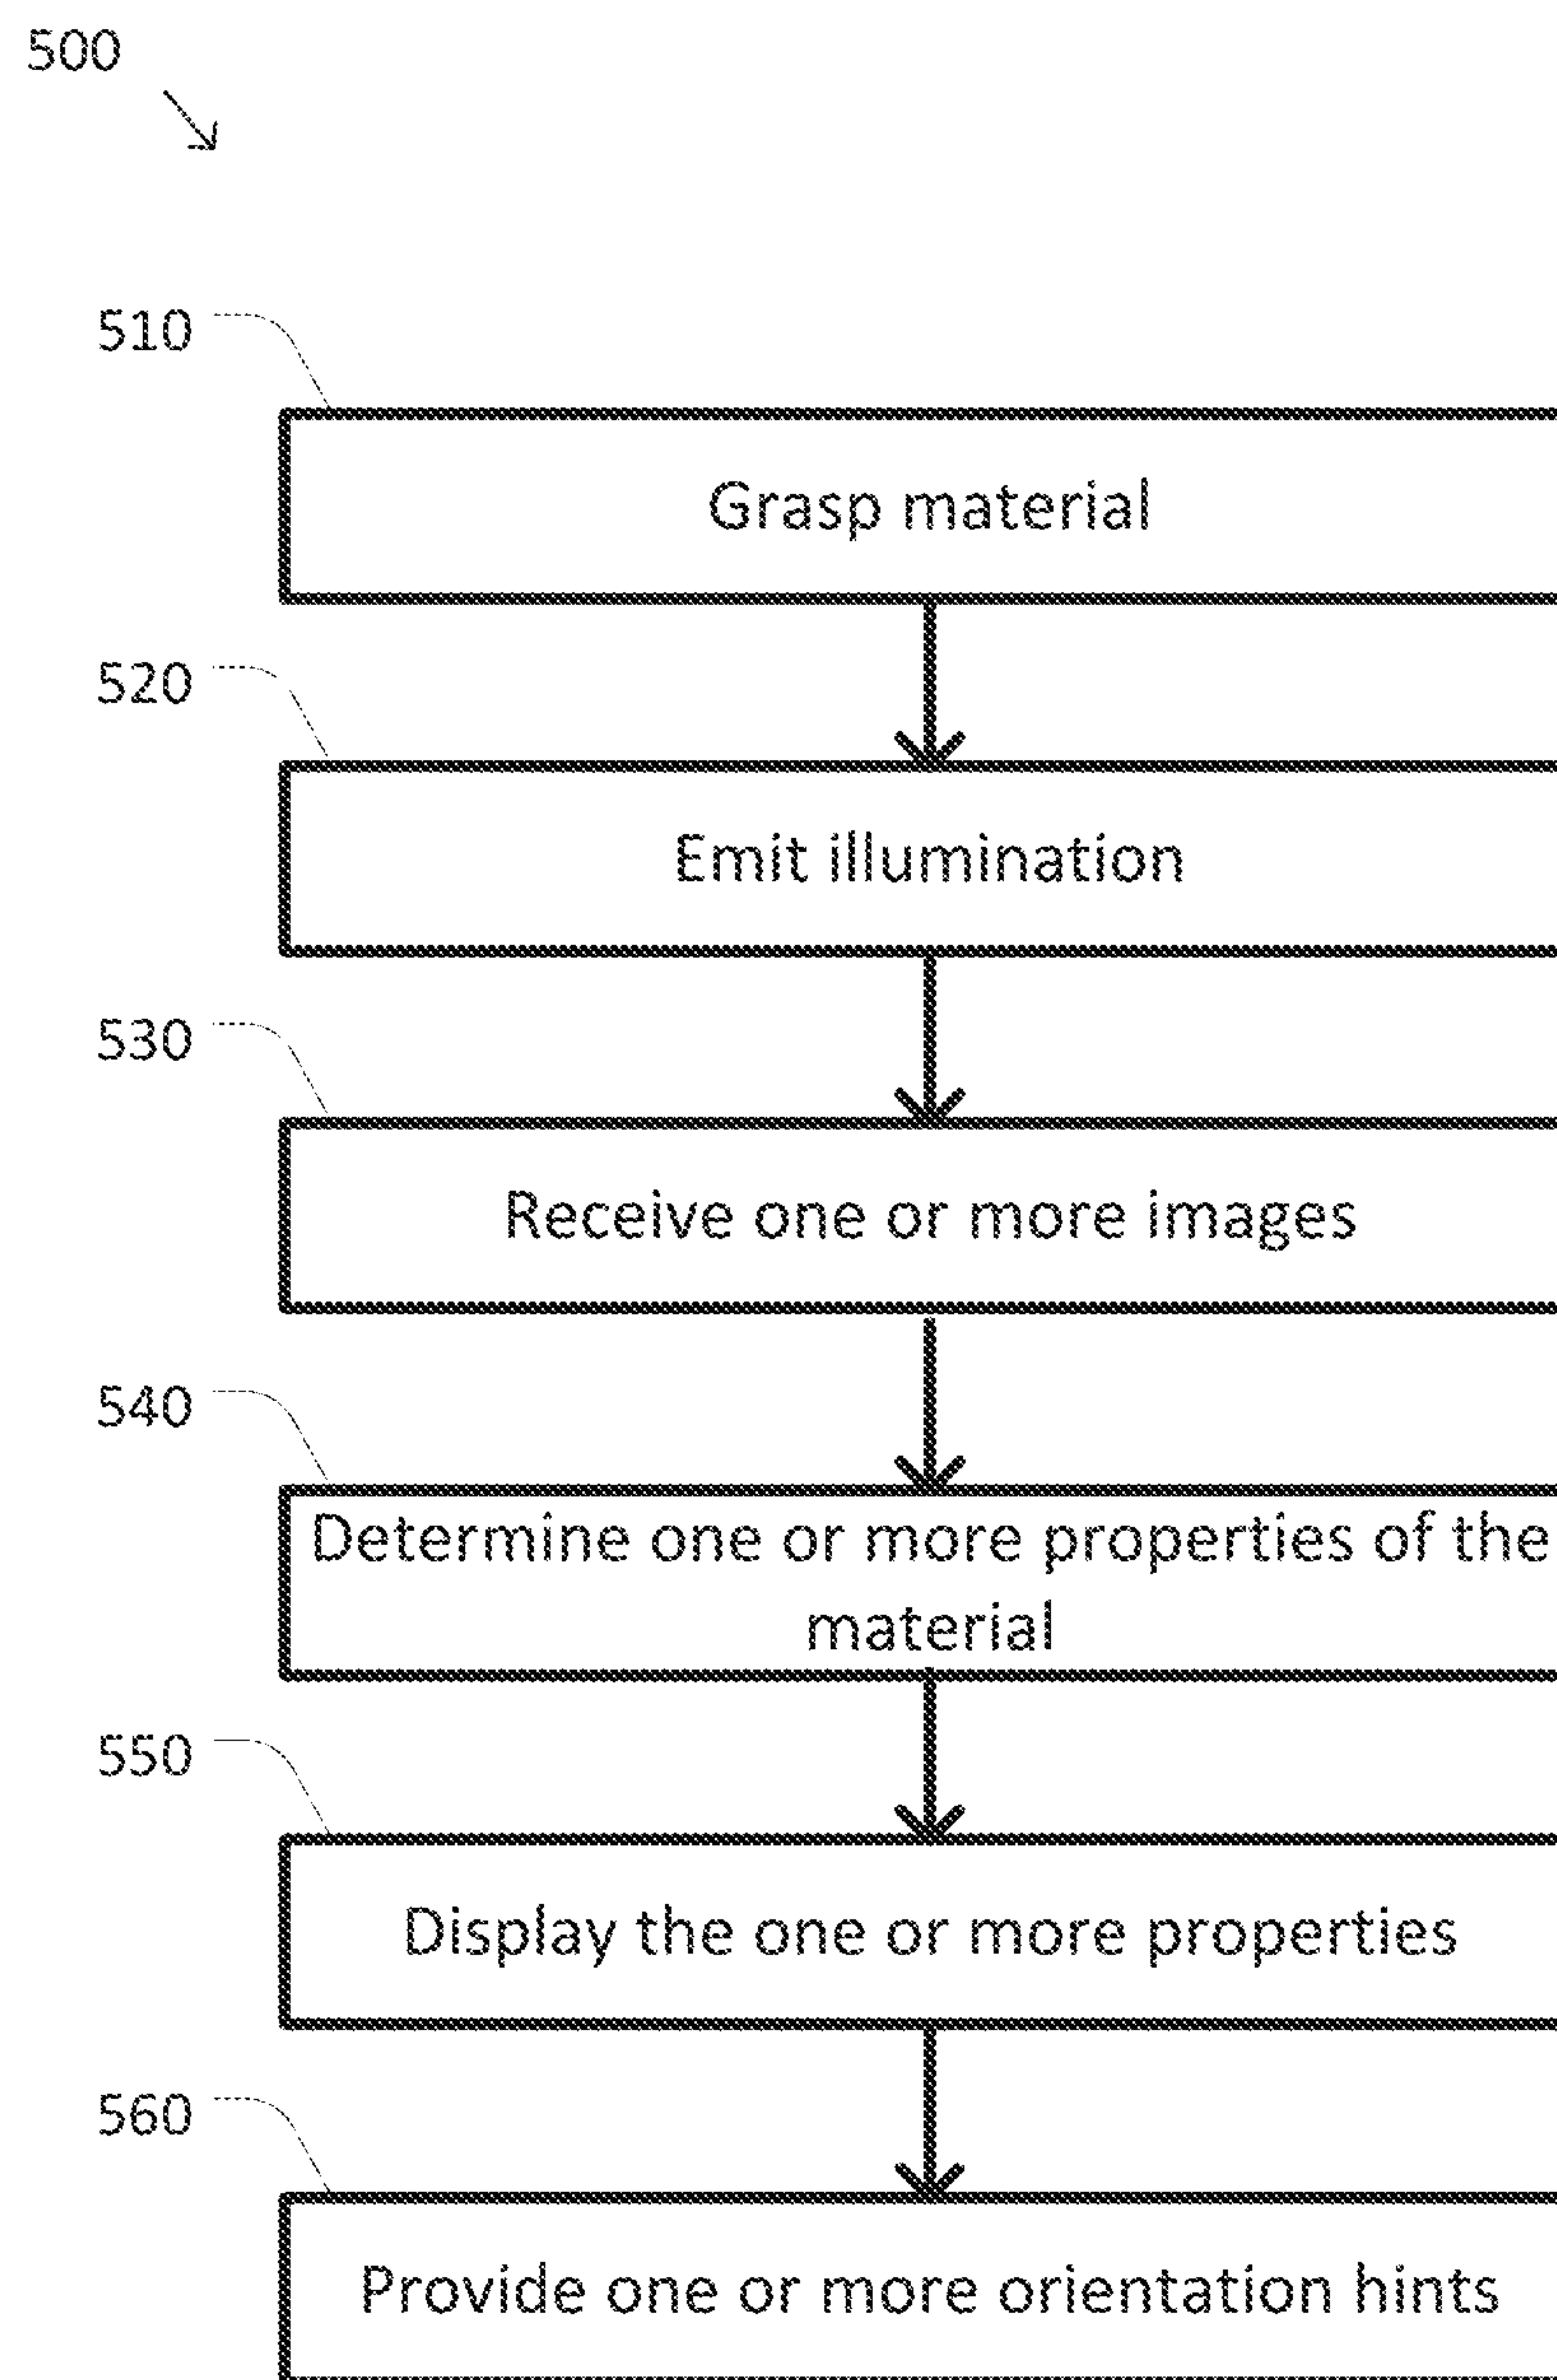 500
510
Grasp material
520
Emit illumination
530
Receive one or more images
540
Determine one or more properties of the
material
550
Display the one or more properties
560
Provide one or more orientation hints